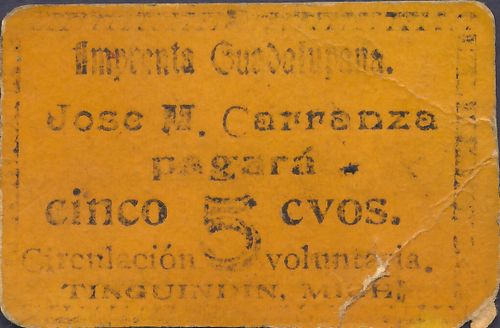 Imprenta Guadalupana.
Jose M. Carranza
pagará
cinco 5 cvos.
Circulación voluntaria.
TINGUINDIN, MICH.